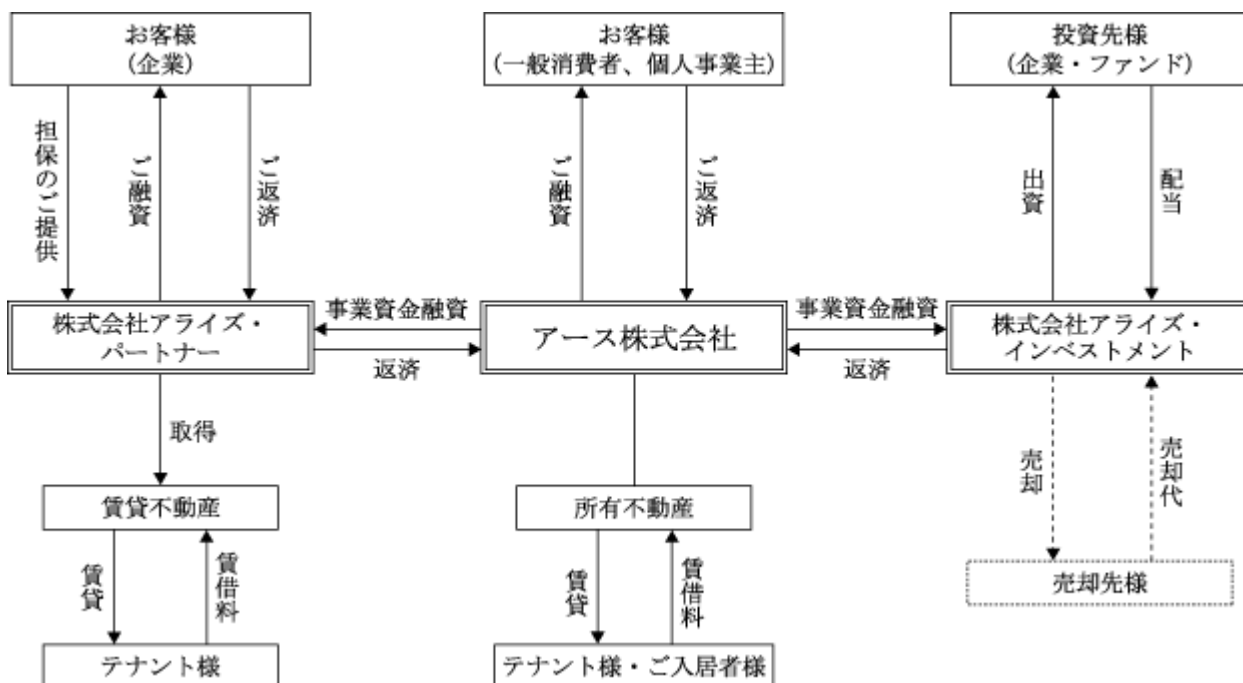 お客様
(企業)
お客様
(一般消費者、個人事業主)
投資先様
(企業・ファンド)
担保のご提供
ご融資
ご返済
ご融資
ご返済
出資
配当
株式会社アライズ・
パートナー
事業資金融資
返済
アース株式会社
事業資金融資
返済
株式会社アライズ・
インベストメント
取得
売却
売却代
賃貸不動産
所有不動産
賃貸
賃借料
賃貸
賃借料
売却先様
テナント様
テナント様・ご入居者様